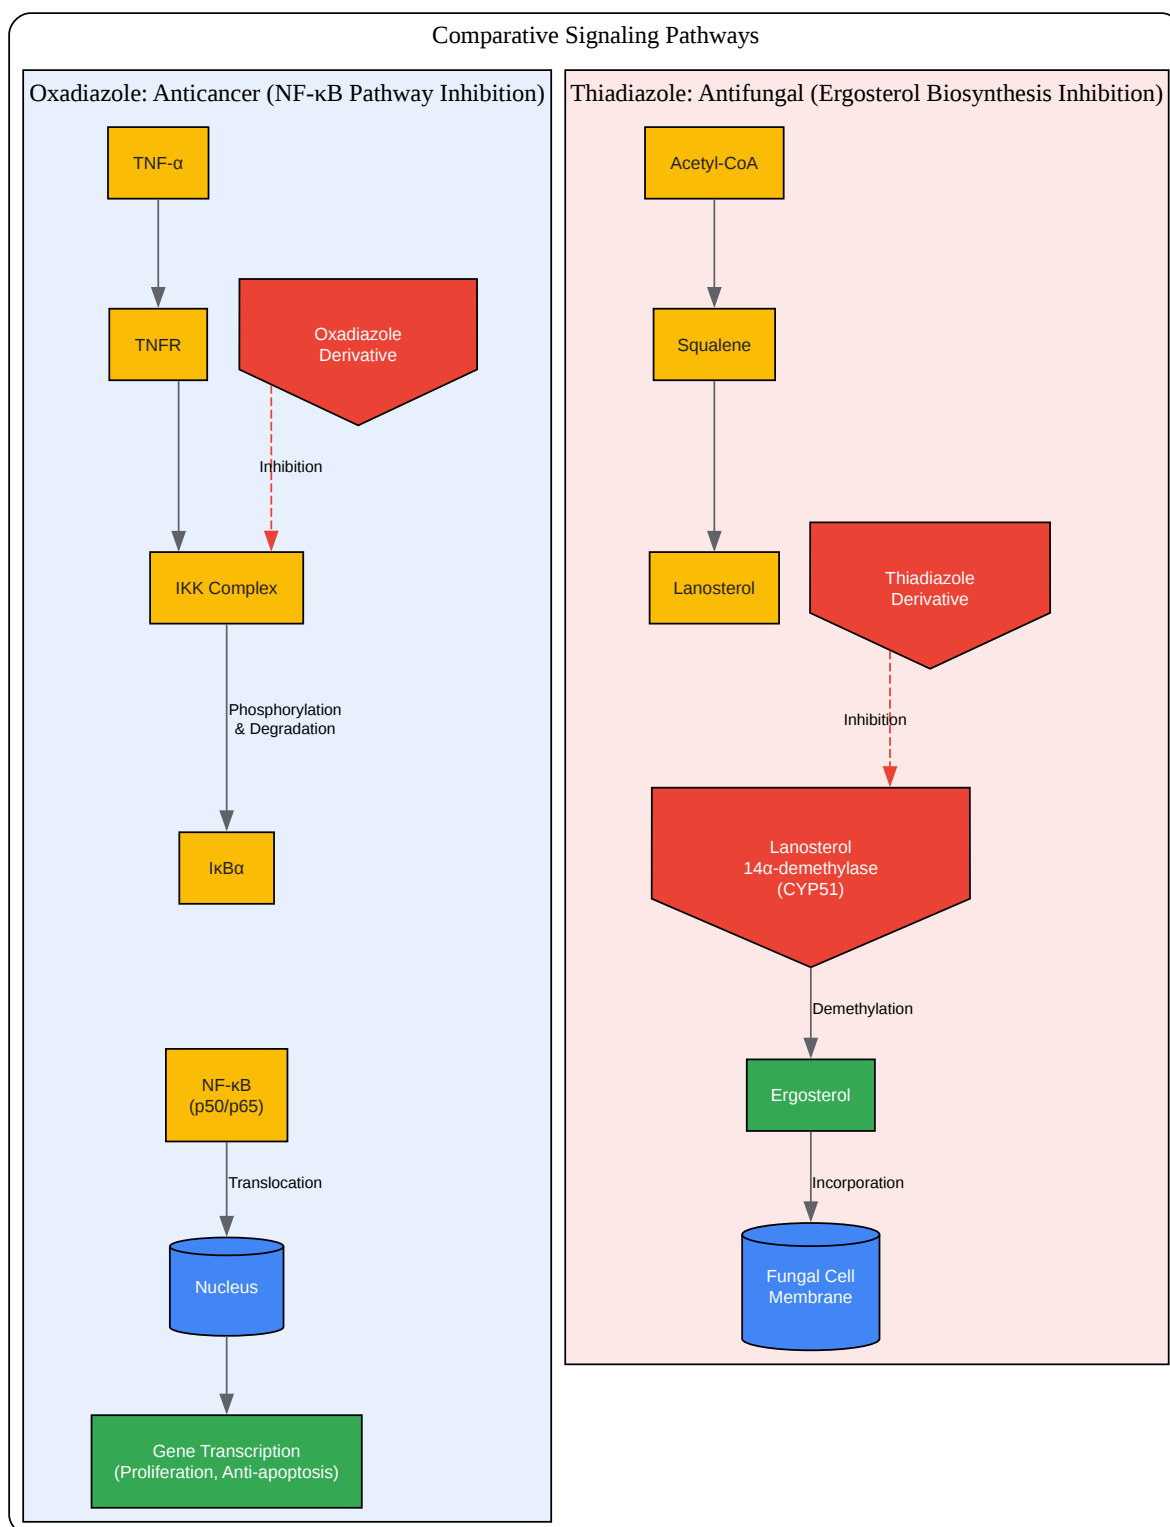 Comparative Signaling Pathways
Oxadiazole: Anticancer (NF-κB Pathway Inhibition)
TNF-α
TNFR
Oxadiazole
Derivative
Inhibition
IKK Complex
Phosphorylation
& Degradation
IκBα
NF-κB
(p50/p65)
Translocation
Nucleus
Gene Transcription
(Proliferation, Anti-apoptosis)
Thiadiazole: Antifungal (Ergosterol Biosynthesis Inhibition)
Acetyl-CoA
Squalene
Lanosterol
Thiadiazole
Derivative
Inhibition
Lanosterol
14α-demethylase
(CYP51)
Demethylation
Ergosterol
Incorporation
Fungal Cell
Membrane